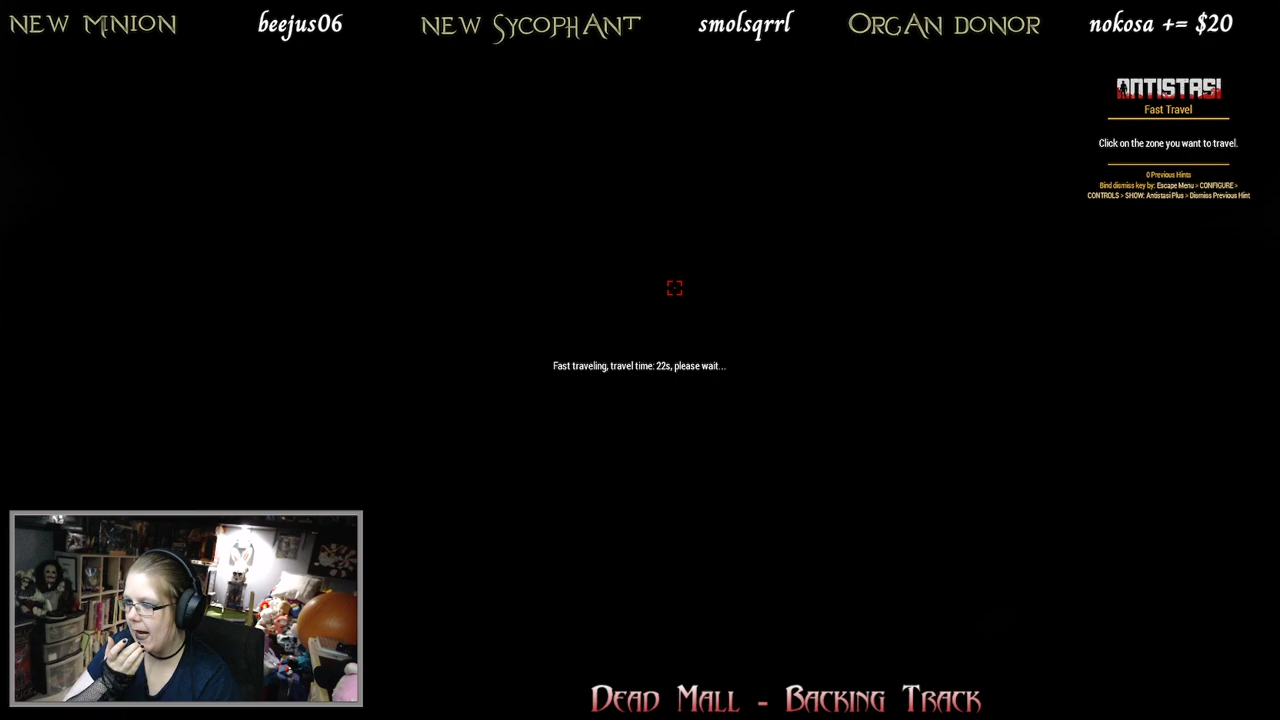 NEW MINION
beejus06
NEW SYCOPHANT
smolsqrrl
ORGAN DONOR
nokosa += $20
ANTISTASI
Fast Travel
Click on the zone you want to travel.
0 Previous Hints
Bind dismiss key by: Escape Menu > CONFIGURE >
CONTROLS > SHOW: Antistasi Plus > Dismiss Previous Hint
Fast traveling, travel time: 22s, please wait...
DEAD MALL - BACKING TRACK